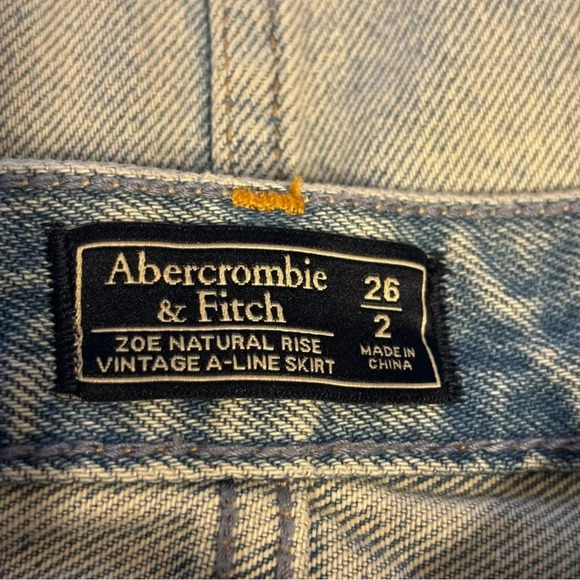 Abercrombie
& Fitch
ZOE NATURAL RISE
VINTAGE A-LINE SKIRT
26
2
MADE IN
CHINA